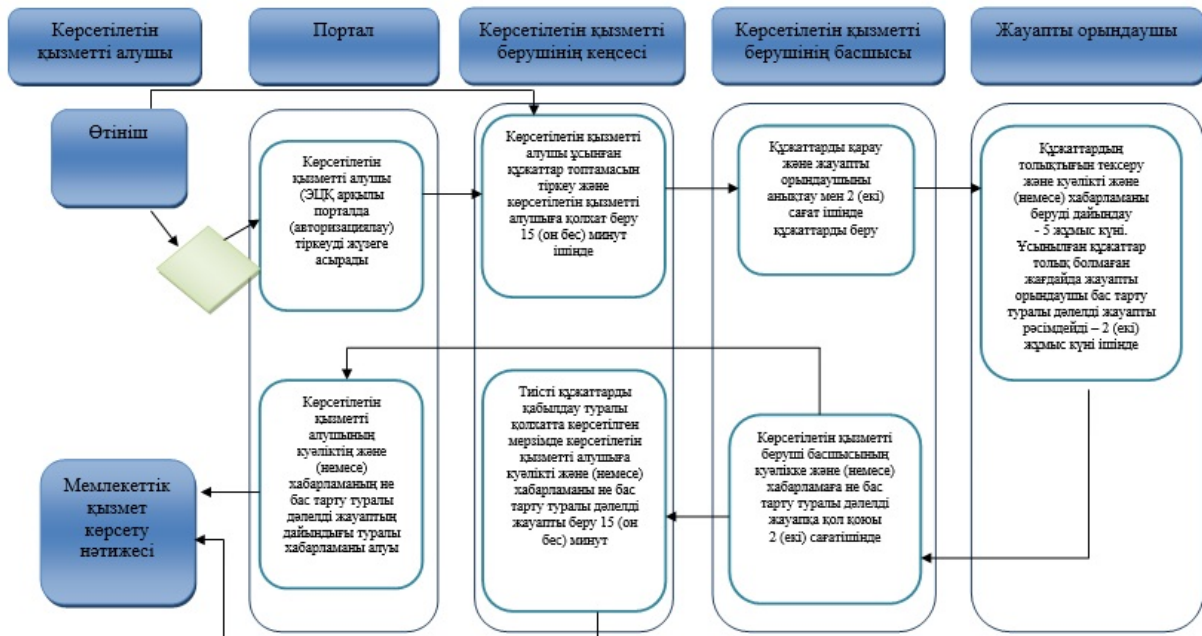 Көрсетілетін
қызметті алушы
Портал
Көрсетілетін қызметті
берушінің кеңсесі
Көрсетілетін қызметті
берушінің басшысы
Жауапты орындаушы
Өтініш
Көрсетілетін
қызметті алушы
(ЭЦҚ арқылы
порталда
(авторизациялау)
тіркеуді жүзеге
асырады
Көрсетілетін қызметті
алушы ұсынған
құжаттар топтамасын
тіркеу және
көрсетілетін қызметті
алушыға қолхат беру
15 (он бес) минут
ішінде
Құжаттарды қарау
және жауапты
орындаушыны
анықтау мен 2 (екі)
сағат ішінде
құжаттарды беру
Құжаттардың
толықтығын тексеру
және куәлікті және
(немесе) хабарламаны
беруді дайындау
- 5 жұмыс күні.
Ұсынылған құжаттар
толық болмаған
жағдайда жауапты
орындаушы бас тарту
туралы дәлелді жауапты
рәсімдейді – 2 (екі)
жұмыс күні ішінде
Мемлекеттік
қызмет
көрсету
нәтижесі
Көрсетілетін
қызметті
алушының
куәліктің және
(немесе)
хабарламаның не
бас тарту туралы
дәлелді жауаптың
дайындығы туралы
хабарламаны алуы
Тиісті құжаттарды
қабылдау туралы
қолхатта көрсетілген
мерзімде көрсетілетін
қызметті алушыға
куәлікті және (немесе)
хабарламаны не бас
тарту туралы дәлелді
жауапты беру 15 (он
бес) минут
Көрсетілетін қызметті
беруші басшысының
куәлікке және (немесе)
хабарламаға не бас
тарту туралы дәлелді
жауапқа қол қоюы
2 (екі) сағатішінде